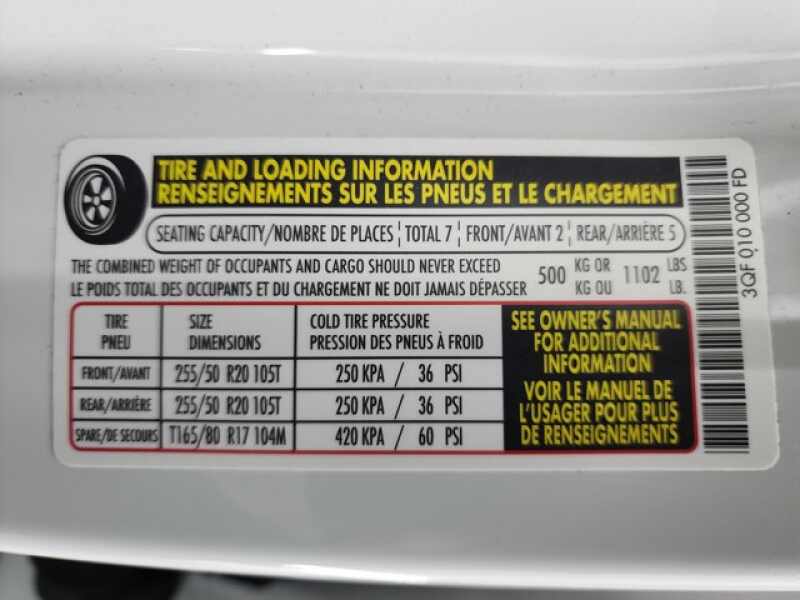 TIRE AND LOADING INFORMATION
RENSEIGNEMENTS SUR LES PNEUS ET LE CHARGEMENT
SEATING CAPACITY/NOMBRE DE PLACES TOTAL 7 FRONT/AVANT 2 REAR/ARRIÈRE 5
THE COMBINED WEIGHT OF OCCUPANTS AND CARGO SHOULD NEVER EXCEED 500 KG OR 1102 LBS
LE POIDS TOTAL DES OCCUPANTS ET DU CHARGEMENT NE DOIT JAMAIS DÉPASSER KG OU LB.
TIRE SIZE COLD TIRE PRESSURE
PNEU DIMENSIONS PRESSION DES PNEUS À FROID
FRONT/AVANT 255/50 R20 105T 250 KPA / 36 PSI
REAR/ARRIÈRE 255/50 R20 105T 250 KPA / 36 PSI
SPARE/DE SECOURS T165/80 R17 104M 420 KPA / 60 PSI
SEE OWNER'S MANUAL
FOR ADDITIONAL
INFORMATION
VOIR LE MANUEL DE
L'USAGER POUR PLUS
DE RENSEIGNEMENTS
3QF 010 000 FD